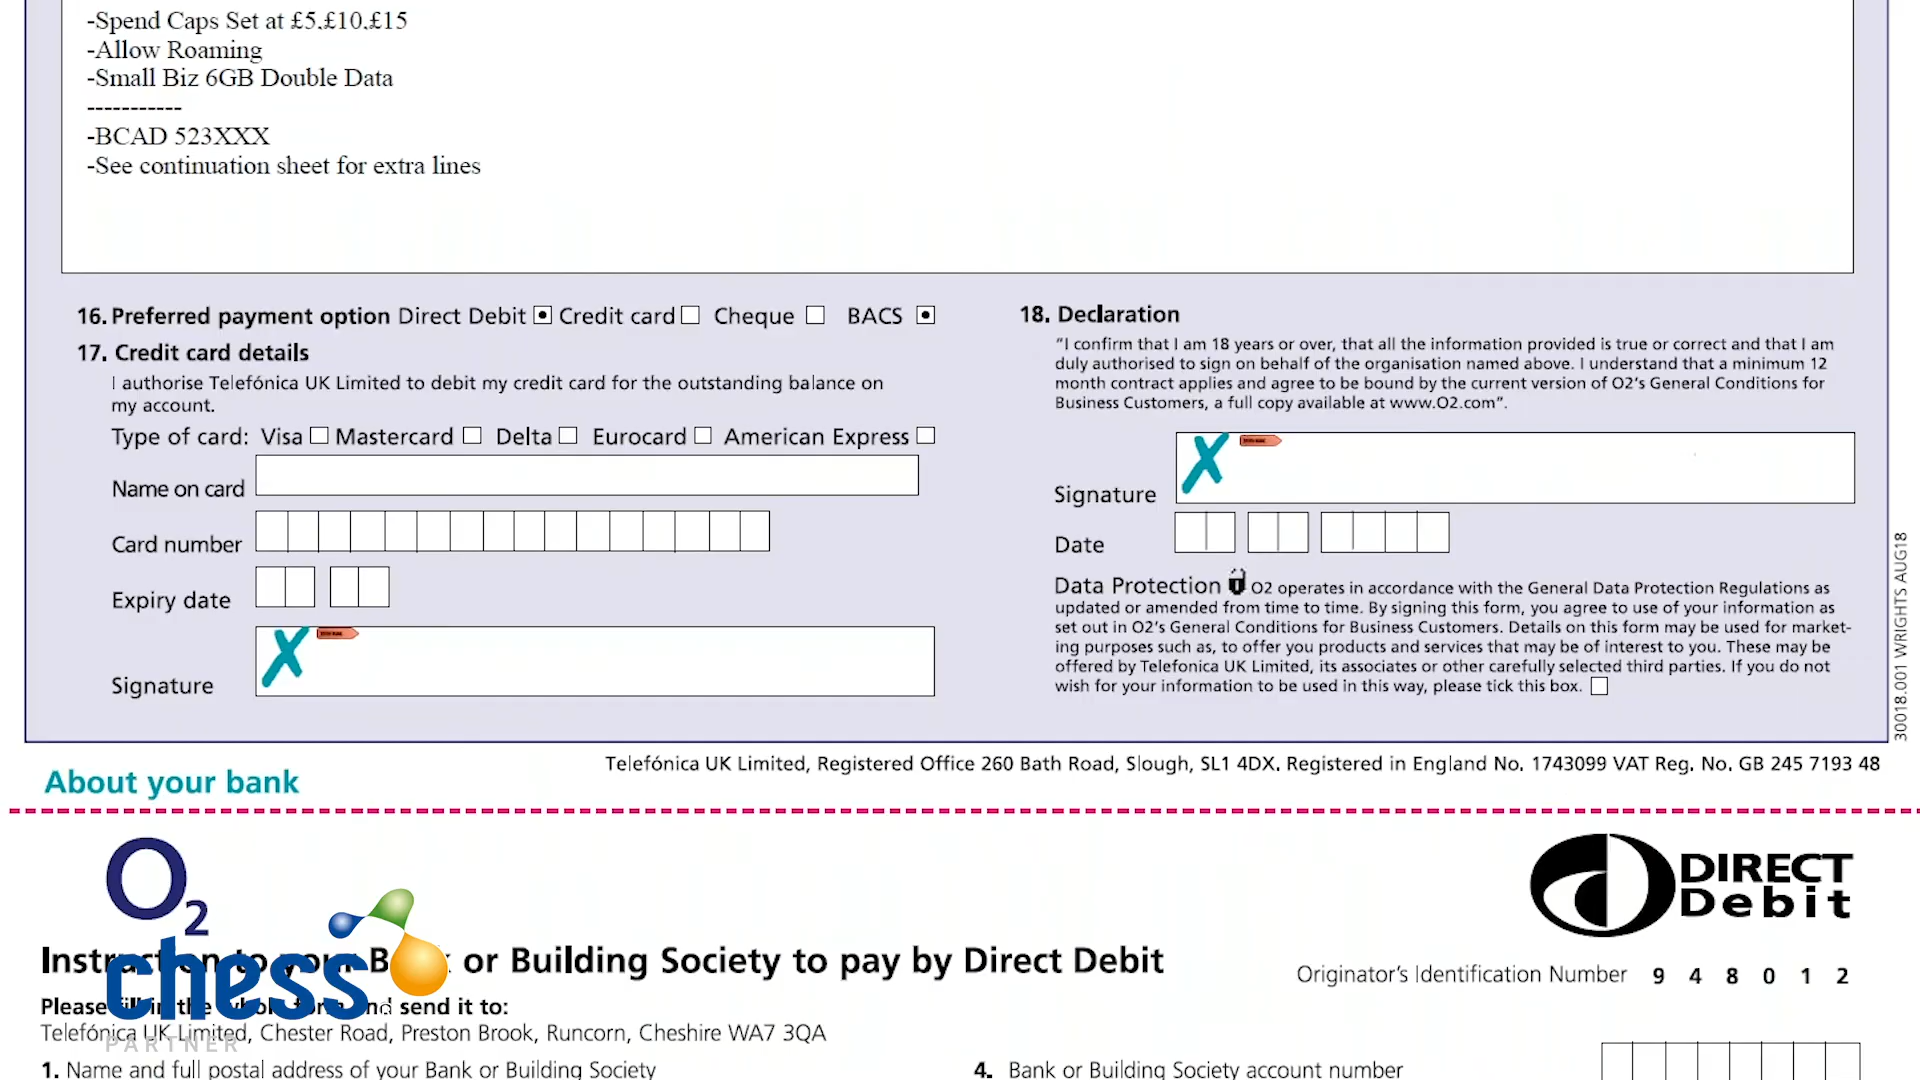 -Spend Caps Set at £5,£10,£15
-Allow Roaming
-Small Biz 6GB Double Data
-----------
-BCAD 523XXX
-See continuation sheet for extra lines
16. Preferred payment option Direct Debit Credit card Cheque BACS
17. Credit card details
I authorise Telefónica UK Limited to debit my credit card for the outstanding balance on
my account.
Type of card: Visa Mastercard Delta Eurocard American Express
Name on card
Card number
Expiry date
Signature
18. Declaration
"I confirm that I am 18 years or over, that all the information provided is true or correct and that I am
duly authorised to sign on behalf of the organisation named above. I understand that a minimum 12
month contract applies and agree to be bound by the current version of O2's General Conditions for
Business Customers, a full copy available at www.O2.com".
Signature
Date
Data Protection O2 operates in accordance with the General Data Protection Regulations as
updated or amended from time to time. By signing this form, you agree to use of your information as
set out in O2's General Conditions for Business Customers. Details on this form may be used for market-
ing purposes such as, to offer you products and services that may be of interest to you. These may be
offered by Telefonica UK Limited, its associates or other carefully selected third parties. If you do not
wish for your information to be used in this way, please tick this box.
30018.001 WRIGHTS AUG18
Telefónica UK Limited, Registered Office 260 Bath Road, Slough, SL1 4DX. Registered in England No. 1743099 VAT Reg. No. GB 245 7193 48
About your bank
O2
DIRECT
Debit
Instruction to your Bank or Building Society to pay by Direct Debit
Originator's Identification Number 9 4 8 0 1 2
chess
PARTNER
Please fill in the whole form and send it to:
Telefónica UK Limited, Chester Road, Preston Brook, Runcorn, Cheshire WA7 3QA
1. Name and full postal address of your Bank or Building Society
4. Bank or Building Society account number